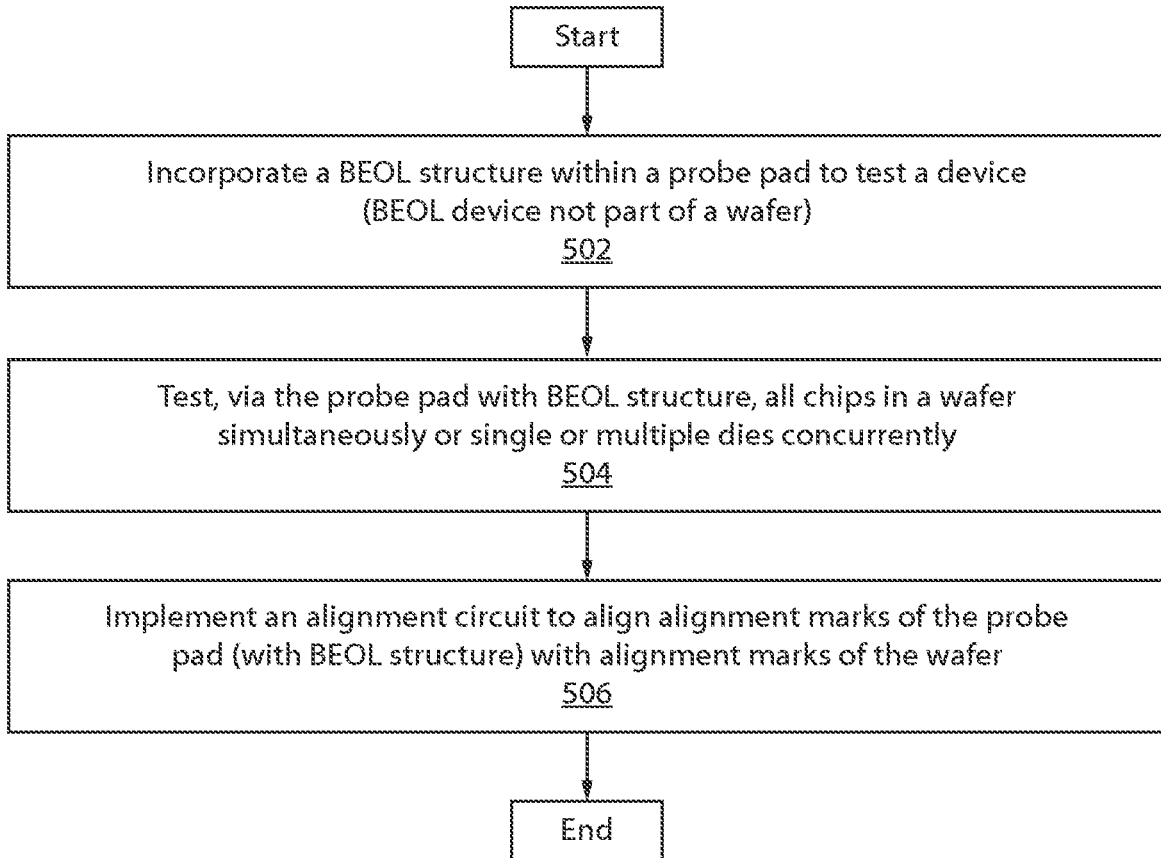 Start
Incorporate a BEOL structure within a probe pad to test a device
(BEOL device not part of a wafer)
502
Test, via the probe pad with BEOL structure, all chips in a wafer
simultaneously or single or multiple dies concurrently
504
Implement an alignment circuit to align alignment marks of the probe
pad (with BEOL structure) with alignment marks of the wafer
506
End